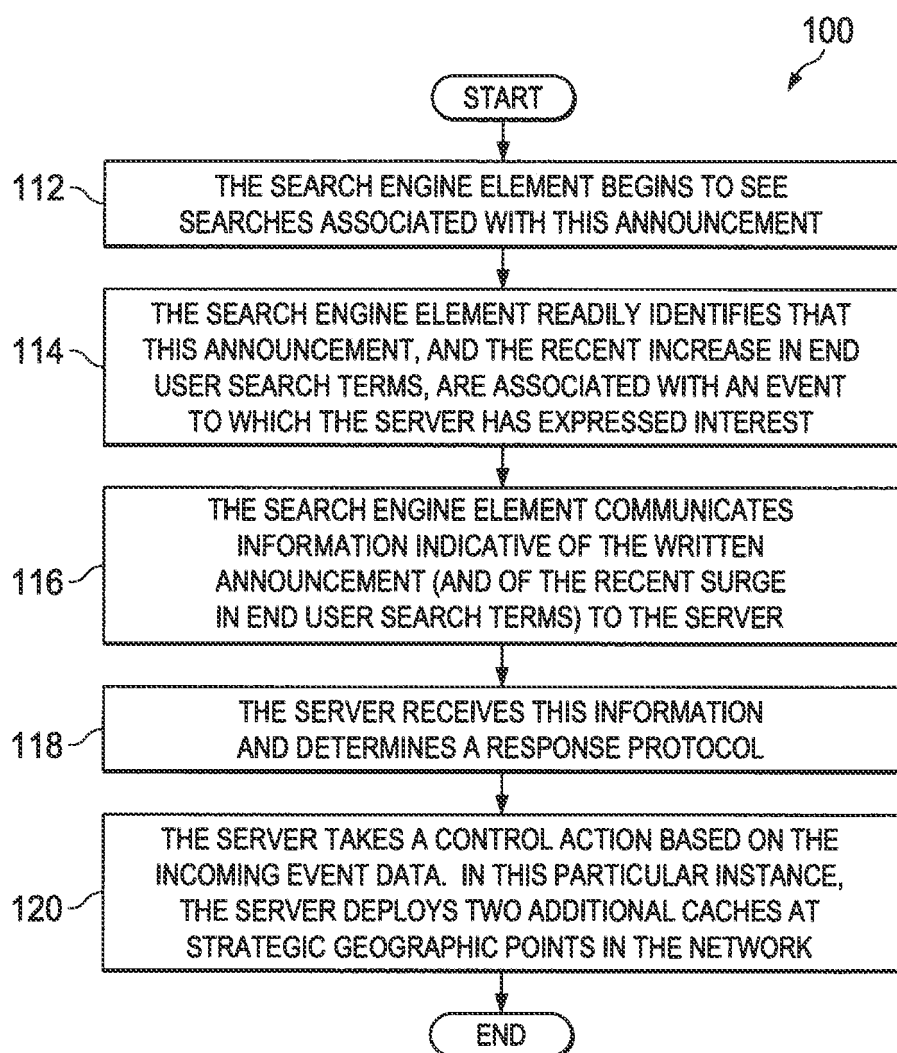 100
START
112
THE SEARCH ENGINE ELEMENT BEGINS TO SEE
SEARCHES ASSOCIATED WITH THIS ANNOUNCEMENT
114
THE SEARCH ENGINE ELEMENT READILY IDENTIFIES THAT
THIS ANNOUNCEMENT, AND THE RECENT INCREASE IN END
USER SEARCH TERMS, ARE ASSOCIATED WITH AN EVENT
TO WHICH THE SERVER HAS EXPRESSED INTEREST
116
THE SEARCH ENGINE ELEMENT COMMUNICATES
INFORMATION INDICATIVE OF THE WRITTEN
ANNOUNCEMENT (AND OF THE RECENT SURGE
IN END USER SEARCH TERMS) TO THE SERVER
118
THE SERVER RECEIVES THIS INFORMATION
AND DETERMINES A RESPONSE PROTOCOL
120
THE SERVER TAKES A CONTROL ACTION BASED ON THE
INCOMING EVENT DATA. IN THIS PARTICULAR INSTANCE,
THE SERVER DEPLOYS TWO ADDITIONAL CACHES AT
STRATEGIC GEOGRAPHIC POINTS IN THE NETWORK
END